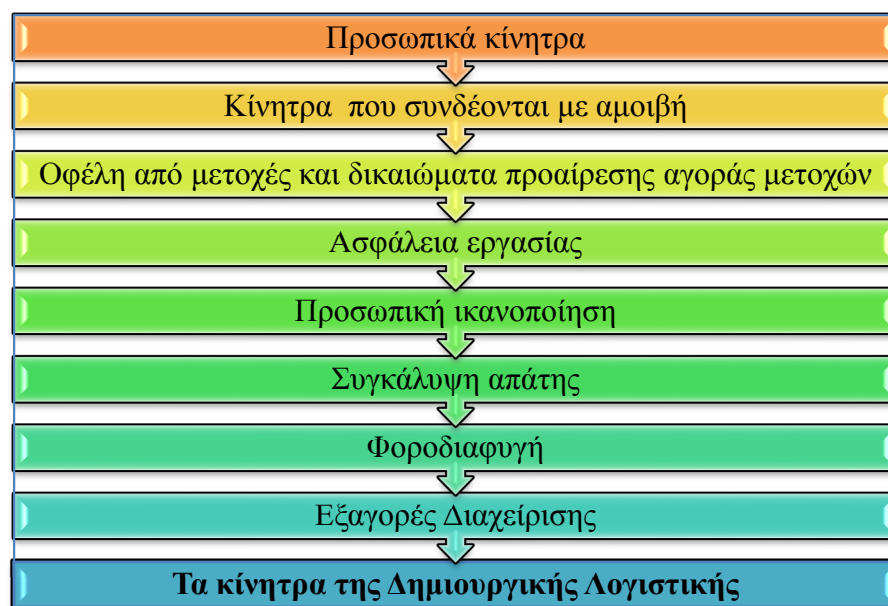 Προσωπικά κίνητρα
Κίνητρα που συνδέονται με αμοιβή
Οφέλη από μετοχές και δικαιώματα προαίρεσης αγοράς μετοχών
Ασφάλεια εργασίας
Προσωπική ικανοποίηση
Συγκάλυψη απάτης
Φοροδιαφυγή
Εξαγορές Διαχείρισης
Τα κίνητρα της Δημιουργικής Λογιστικής